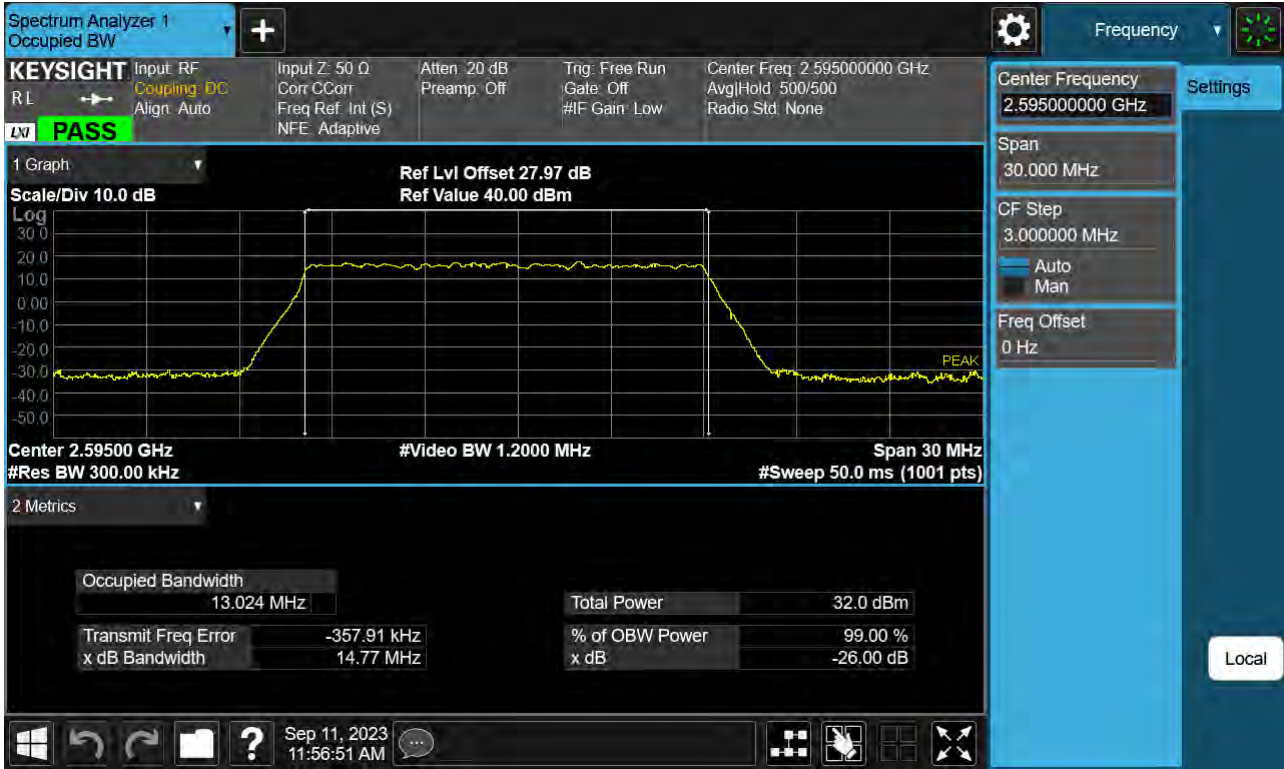 Spectrum Analyzer 1
Occupied BW
+
Frequency
KEYSIGHT
R L
LXI
PASS
Input: RF
Coupling: DC
Align: Auto
Input Z: 50 Ω
Corr CCorr
Freq Ref: Int (S)
NFE: Adaptive
Atten: 20 dB
Preamp: Off
Trig: Free Run
Gate: Off
#IF Gain: Low
Center Freq: 2.595000000 GHz
Avg|Hold: 500/500
Radio Std: None
1 Graph
Scale/Div 10.0 dB
Ref Lvl Offset 27.97 dB
Ref Value 40.00 dBm
Log
30.0
20.0
10.0
0.00
-10.0
-20.0
-30.0
-40.0
-50.0
PEAK
Center 2.59500 GHz
#Video BW 1.2000 MHz
Span 30 MHz
#Res BW 300.00 kHz
#Sweep 50.0 ms (1001 pts)
2 Metrics
Occupied Bandwidth
13.024 MHz
Total Power 32.0 dBm
Transmit Freq Error -357.91 kHz
% of OBW Power 99.00 %
x dB Bandwidth 14.77 MHz
x dB -26.00 dB
Center Frequency
2.595000000 GHz
Settings
Span
30.000 MHz
CF Step
3.000000 MHz
Auto
Man
Freq Offset
0 Hz
Local
?
Sep 11, 2023
11:56:51 AM